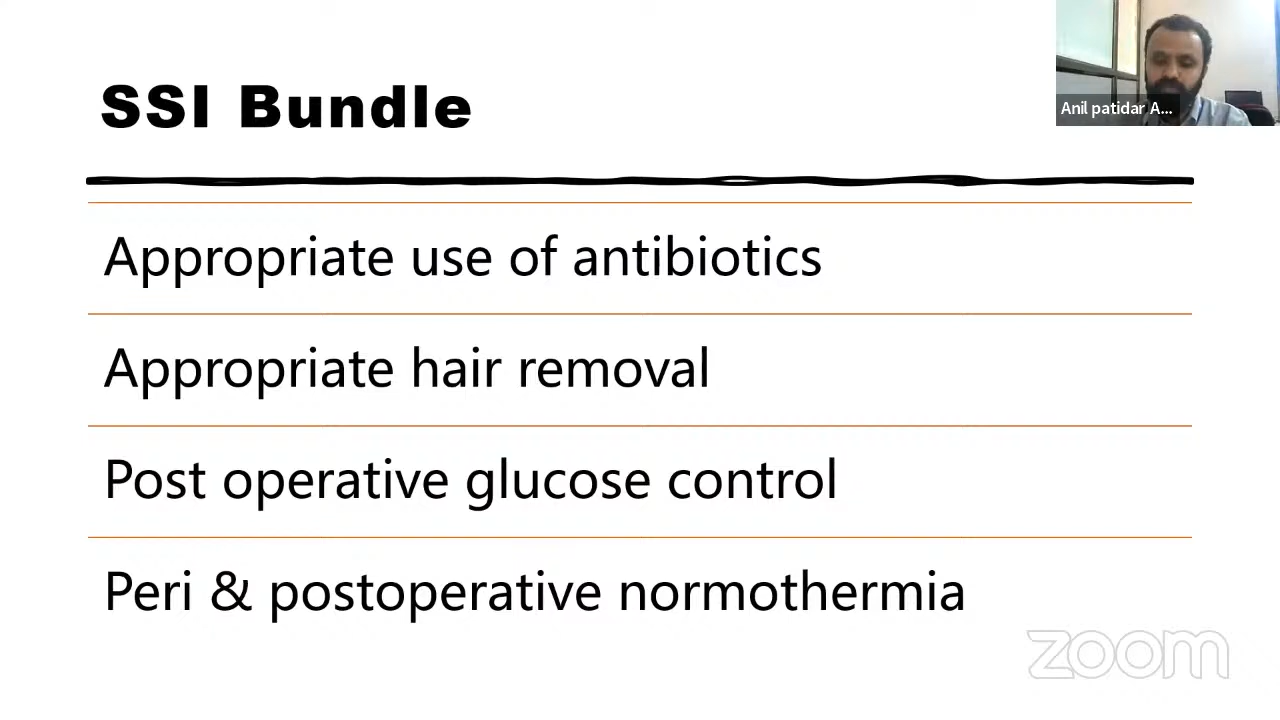 SSI Bundle
Anil patidar A...
Appropriate use of antibiotics
Appropriate hair removal
Post operative glucose control
Peri & postoperative normothermia
zoom